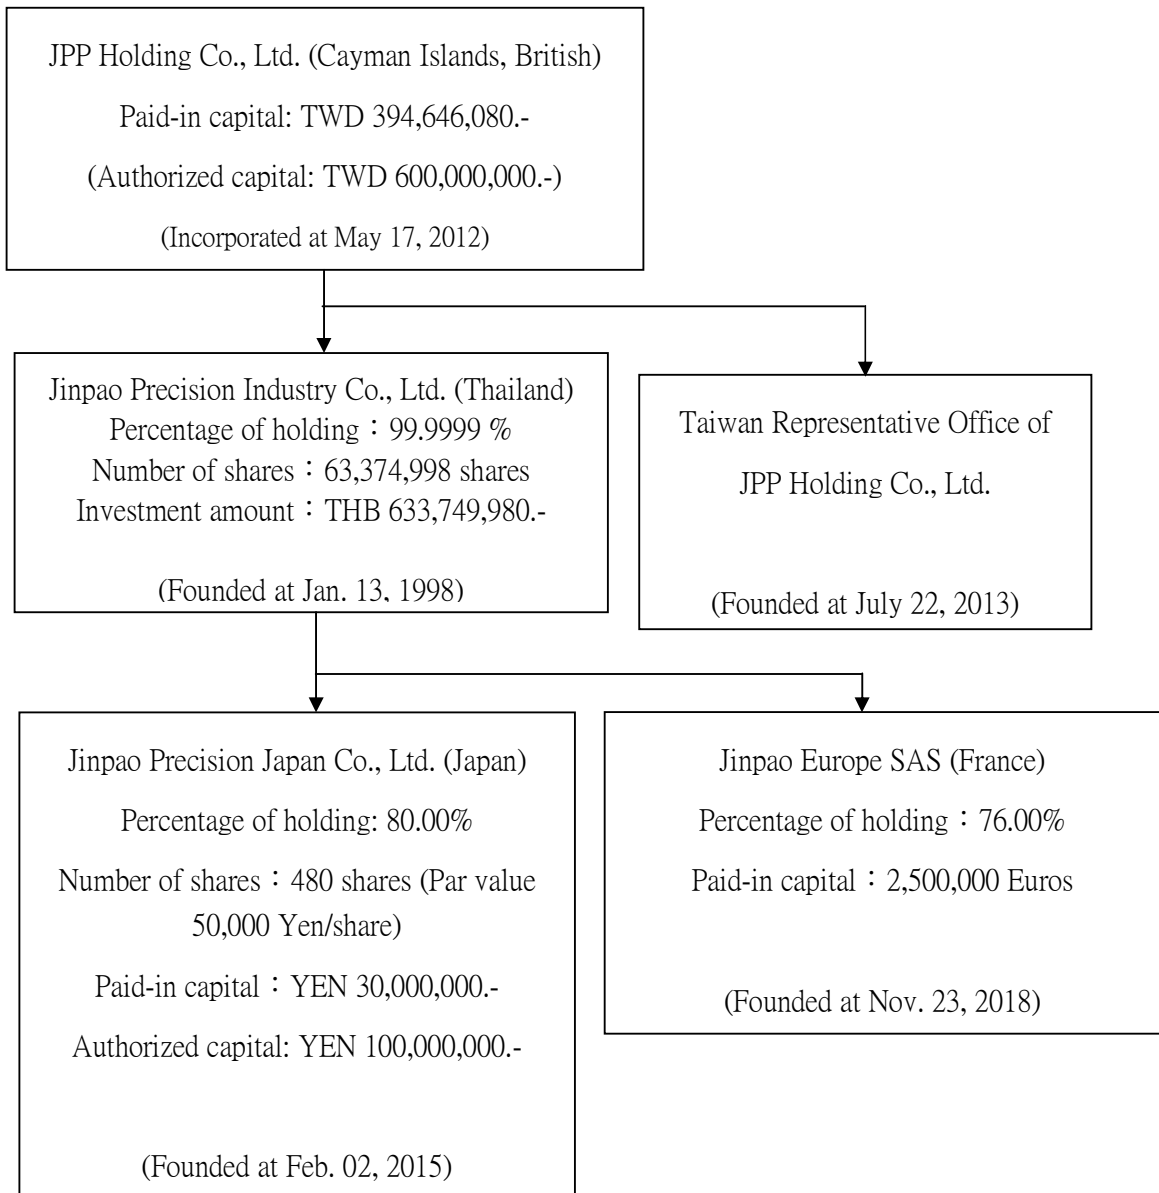 JPP Holding Co., Ltd. (Cayman Islands, British)
Paid-in capital: TWD 394,646,080.-
(Authorized capital: TWD 600,000,000.-)
(Incorporated at May 17, 2012)
Jinpao Precision Industry Co., Ltd. (Thailand)
Percentage of holding：99.9999 %
Number of shares：63,374,998 shares
Investment amount：THB 633,749,980.-
(Founded at Jan. 13, 1998)
Taiwan Representative Office of
JPP Holding Co., Ltd.
(Founded at July 22, 2013)
Jinpao Precision Japan Co., Ltd. (Japan)
Percentage of holding: 80.00%
Number of shares：480 shares (Par value
50,000 Yen/share)
Paid-in capital：YEN 30,000,000.-
Authorized capital: YEN 100,000,000.-
(Founded at Feb. 02, 2015)
Jinpao Europe SAS (France)
Percentage of holding：76.00%
Paid-in capital：2,500,000 Euros
(Founded at Nov. 23, 2018)